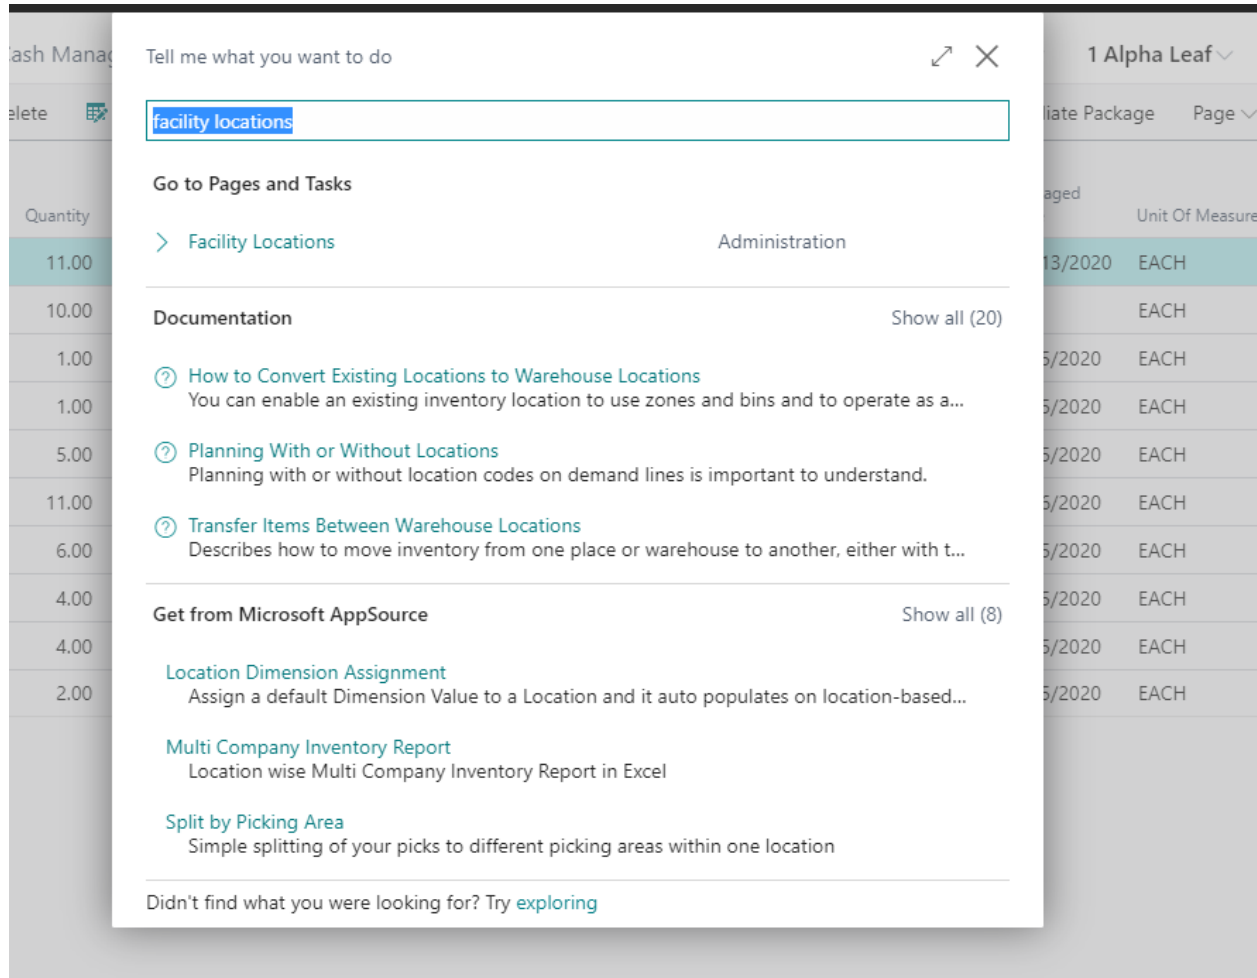 Tell me what you want to do
1 Alpha Leaf
Page
facility locations
Go to Pages and Tasks
Quantity
Unit Of Measure
Facility Locations Administration
11.00 13/2020 EACH
10.00 EACH
Documentation Show all (20)
1.00 5/2020 EACH
How to Convert Existing Locations to Warehouse Locations
You can enable an existing inventory location to use zones and bins and to operate as a...
1.00 5/2020 EACH
Planning With or Without Locations
5.00 5/2020 EACH
Planning with or without location codes on demand lines is important to understand.
11.00 5/2020 EACH
Transfer Items Between Warehouse Locations
6.00 5/2020 EACH
Describes how to move inventory from one place or warehouse to another, either with t...
4.00 5/2020 EACH
Get from Microsoft AppSource Show all (8)
4.00 5/2020 EACH
Location Dimension Assignment
2.00 5/2020 EACH
Assign a default Dimension Value to a Location and it auto populates on location-based...
Multi Company Inventory Report
Location wise Multi Company Inventory Report in Excel
Split by Picking Area
Simple splitting of your picks to different picking areas within one location
Didn't find what you were looking for? Try exploring